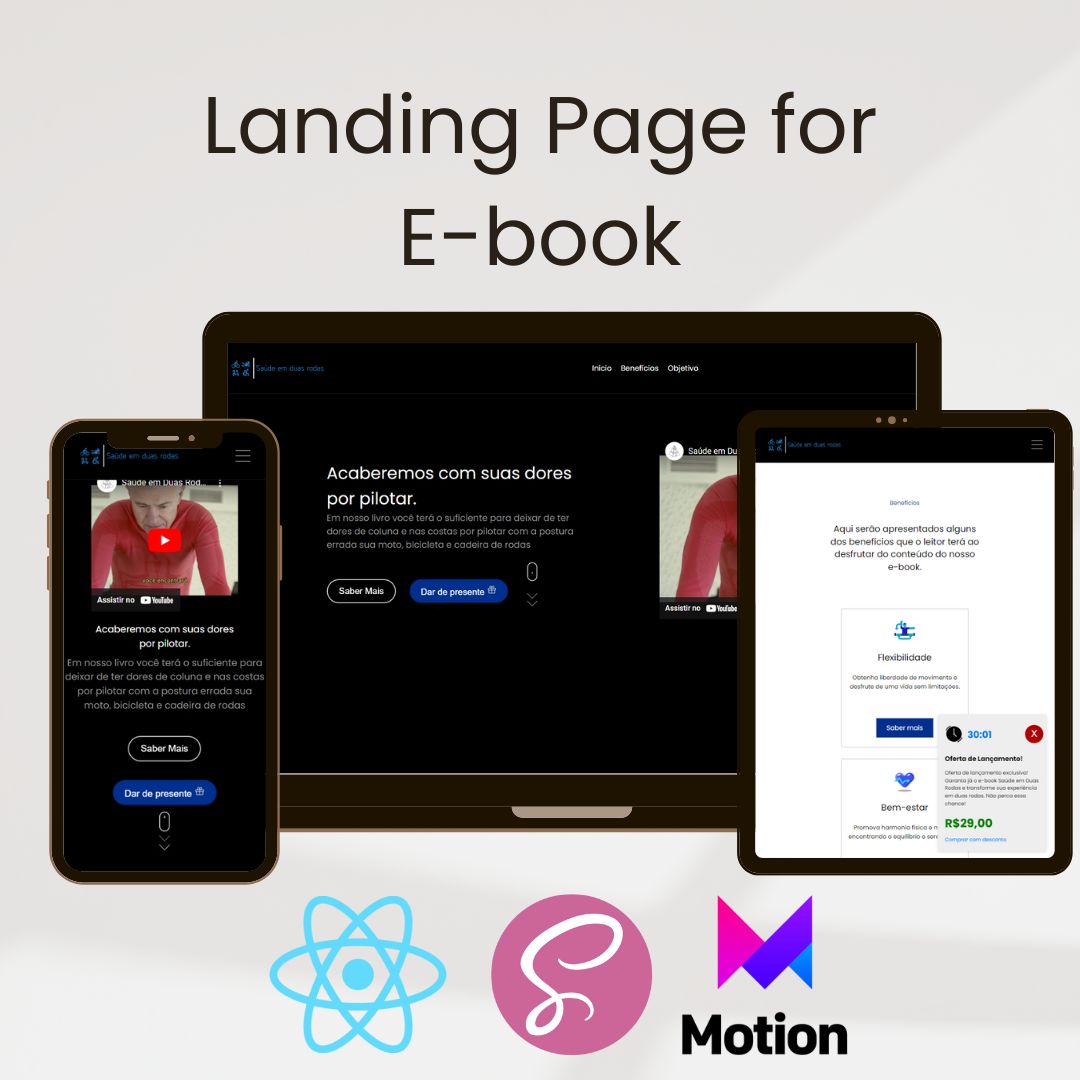 Landing Page for
E-book
Saúde em duas rodas
Início Benefícios Objetivo
Acaberemos com suas dores
por pilotar.
Em nosso livro você terá o suficiente para deixar de ter
dores de coluna e nas costas por pilotar com a postura
errada sua moto, bicicleta e cadeira de rodas
Saber Mais
Dar de presente
Saúde em Du
Assistir no YouTube
Saúde em duas rodas
Saúde em Duas Rod...
você encontrará
Assistir no YouTube
Acaberemos com suas dores
por pilotar.
Em nosso livro você terá o suficiente para
deixar de ter dores de coluna e nas costas
por pilotar com a postura errada sua
moto, bicicleta e cadeira de rodas
Saber Mais
Dar de presente
Saúde em duas rodas
Benefícios
Aqui serão apresentados alguns
dos benefícios que o leitor terá ao
desfrutar do conteúdo do nosso
e-book.
Flexibilidade
Obtenha liberdade de movimento e
desfrute de uma vida sem limitações.
Saber mais
Bem-estar
Promova harmonia física e m
encontrando o equilíbrio o ser
30:01
X
Oferta de Lançamento!
Oferta de lançamento exclusiva!
Garanta já o e-book Saúde em Duas
Rodas e transforme sua experiência
em duas rodas. Não perca essa
chance!
R$29,00
Comprar com desconto
Motion